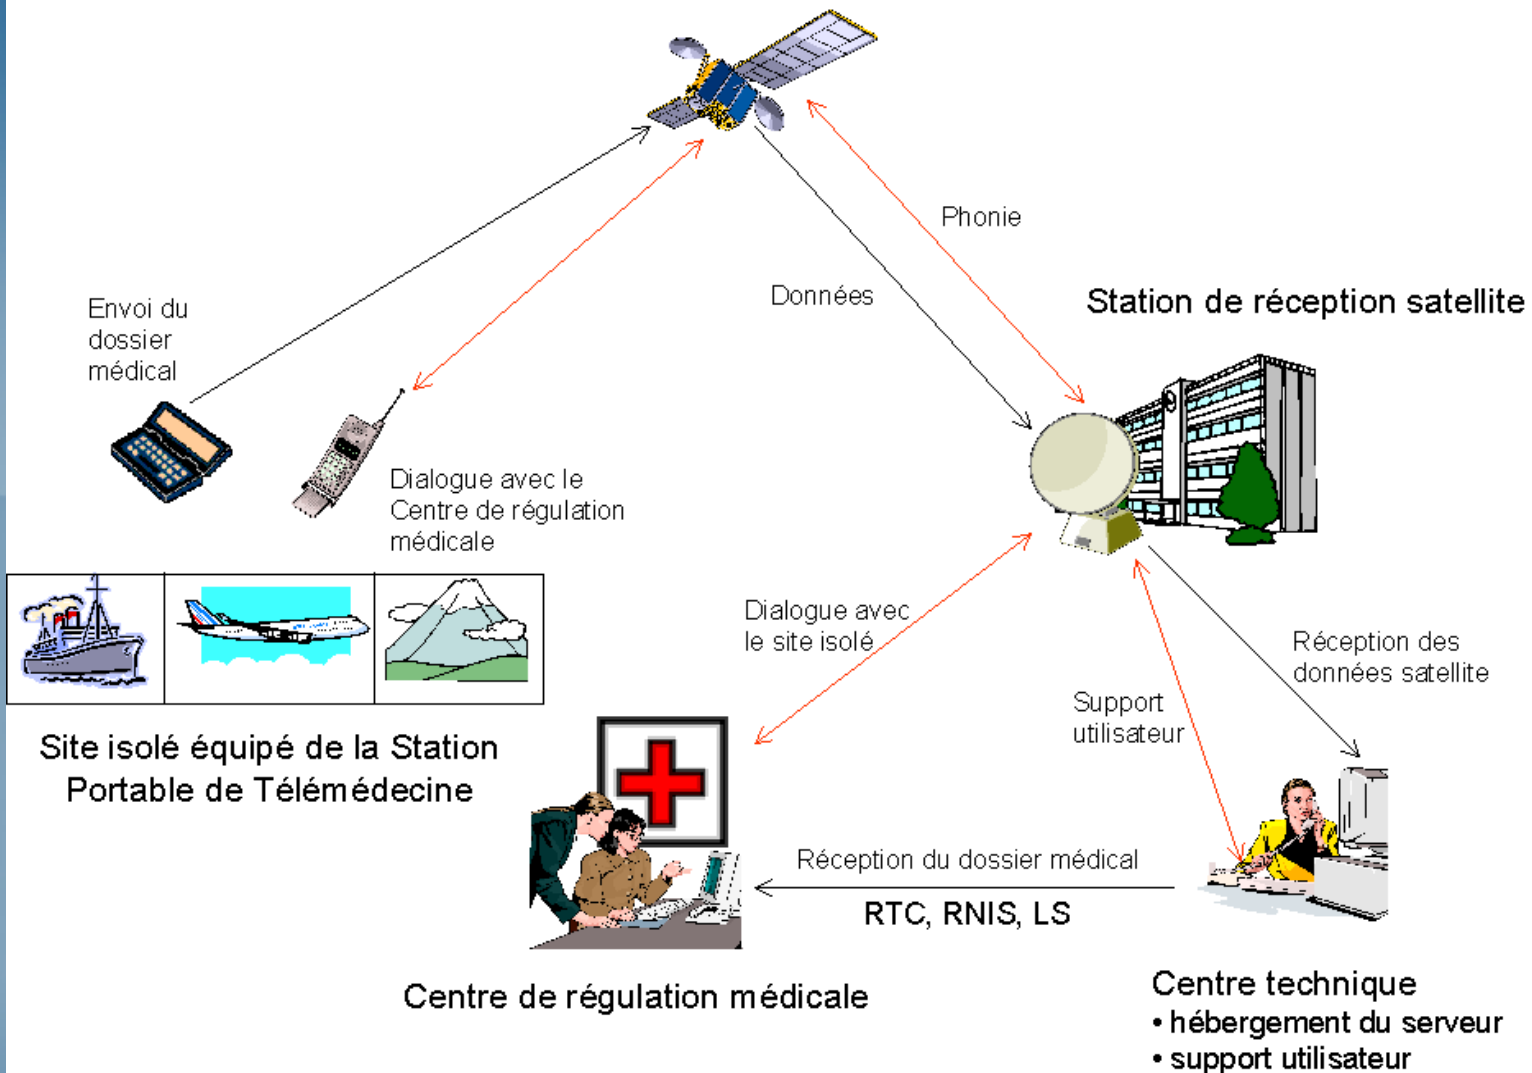 Phonie
Données
Station de réception satellite
Envoi du
dossier
médical
Dialogue avec le
Centre de régulation
médicale
Dialogue avec
le site isolé
Réception des
données satellite
Support
utilisateur
Site isolé équipé de la Station
Portable de Télémédecine
Réception du dossier médical
RTC, RNIS, LS
Centre de régulation médicale
Centre technique
• hébergement du serveur
• support utilisateur